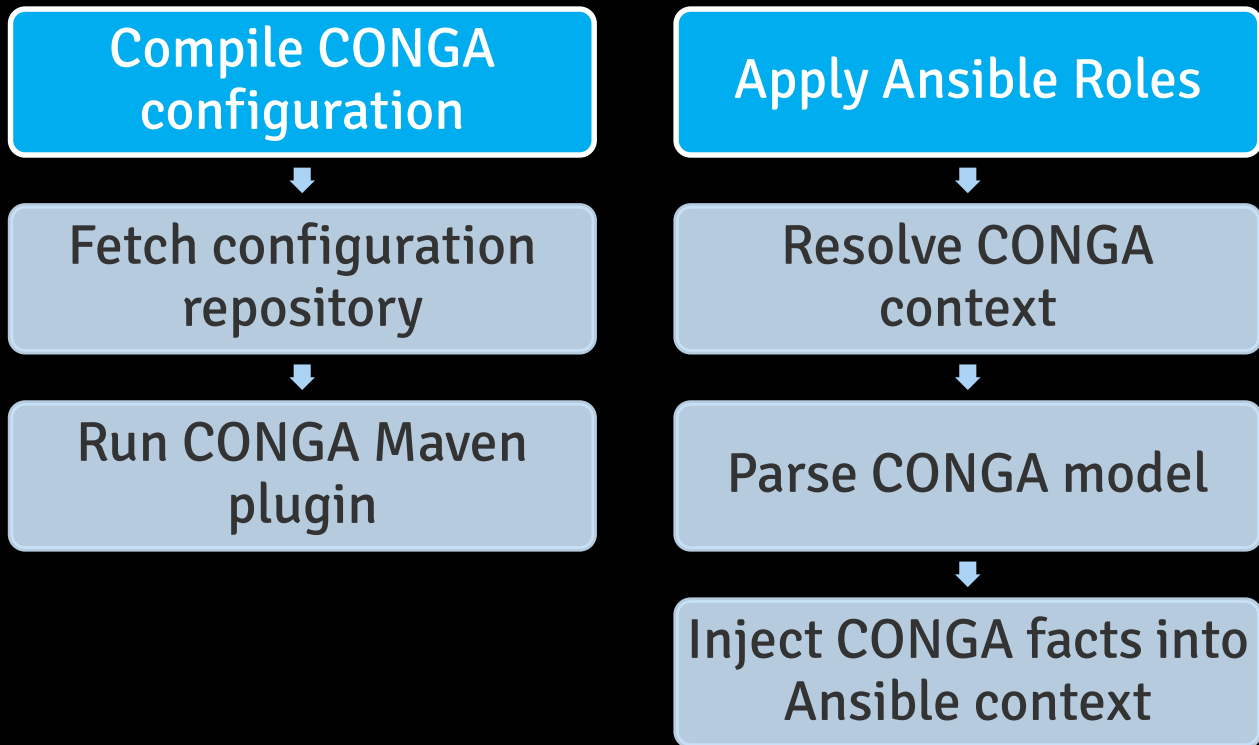 Compile CONGA
configuration
Fetch configuration
repository
Run CONGA Maven
plugin
Apply Ansible Roles
Resolve CONGA
context
Parse CONGA model
Inject CONGA facts into
Ansible context